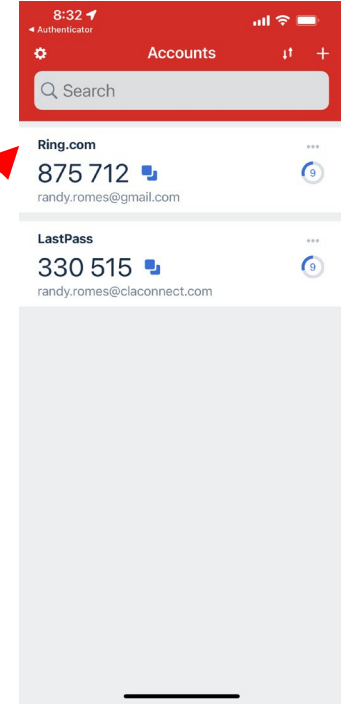 8:32
◄ Authenticator
Accounts
Search
Ring.com
875 712
9
randy.romes@gmail.com
LastPass
330 515
9
randy.romes@claconnect.com